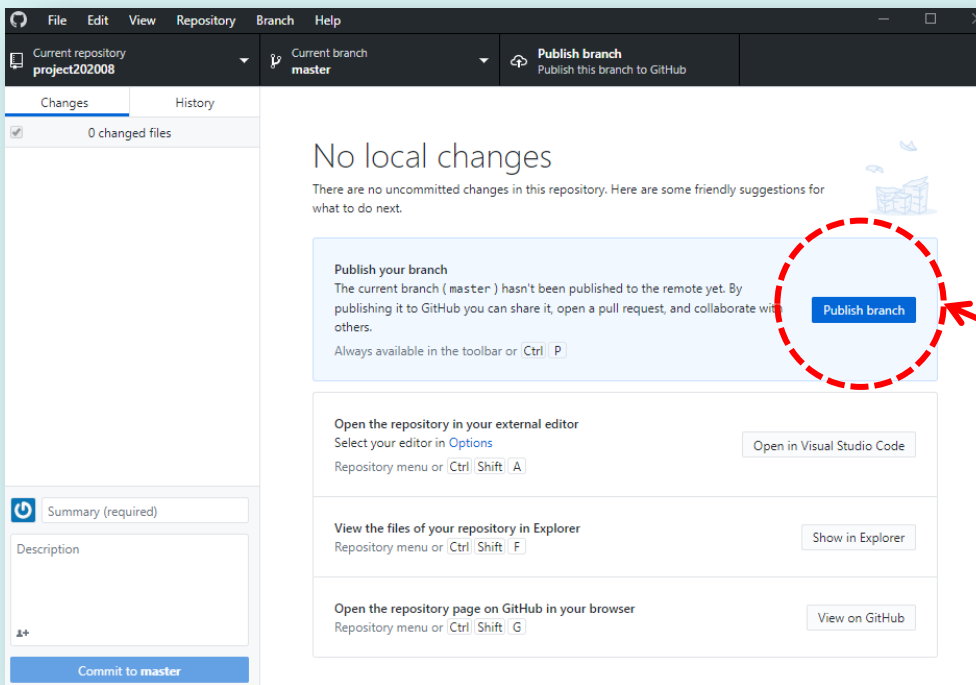 File Edit View Repository Branch Help
Current repository
project202008
Current branch
master
Publish branch
Publish this branch to GitHub
Changes History
0 changed files
No local changes
There are no uncommitted changes in this repository. Here are some friendly suggestions for
what to do next.
Publish your branch
The current branch ( master ) hasn't been published to the remote yet. By
publishing it to GitHub you can share it, open a pull request, and collaborate with
others.
Always available in the toolbar or Ctrl P
Publish branch
Open the repository in your external editor
Select your editor in Options
Repository menu or Ctrl Shift A
Open in Visual Studio Code
View the files of your repository in Explorer
Repository menu or Ctrl Shift F
Show in Explorer
Open the repository page on GitHub in your browser
Repository menu or Ctrl Shift G
View on GitHub
Summary (required)
Description
Commit to master